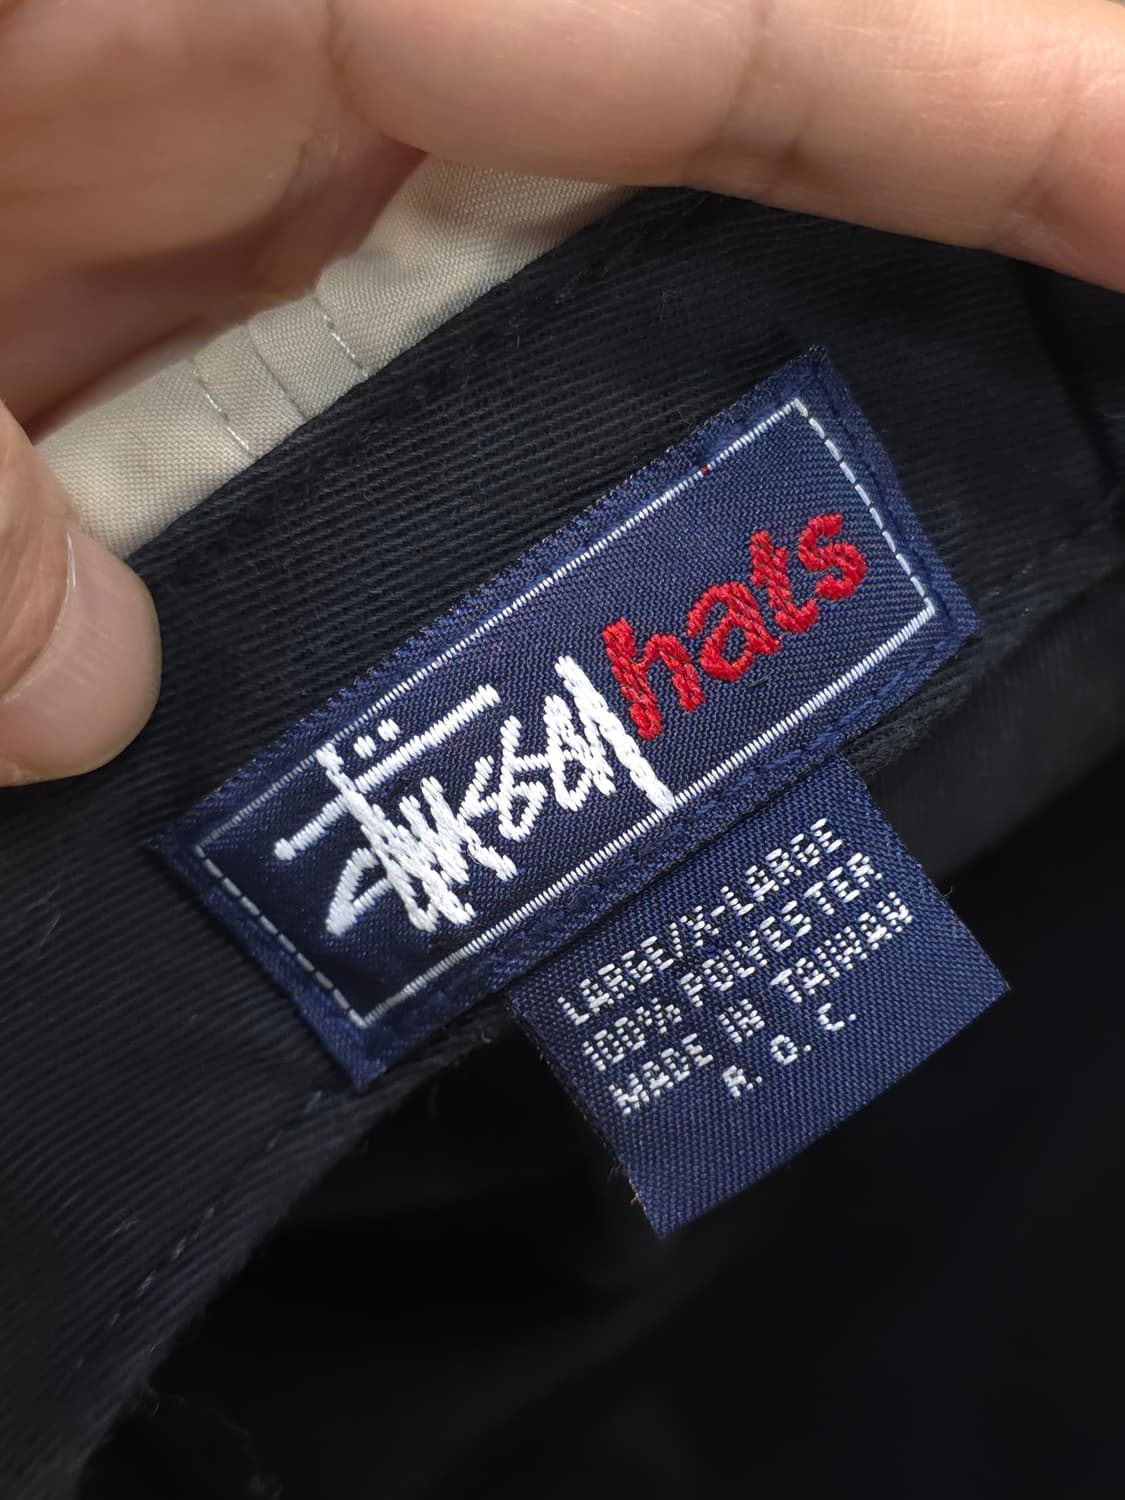 Stüssy hats
LARGE/X-LARGE
100% POLYESTER
MADE IN TAIWAN
R. O. C.